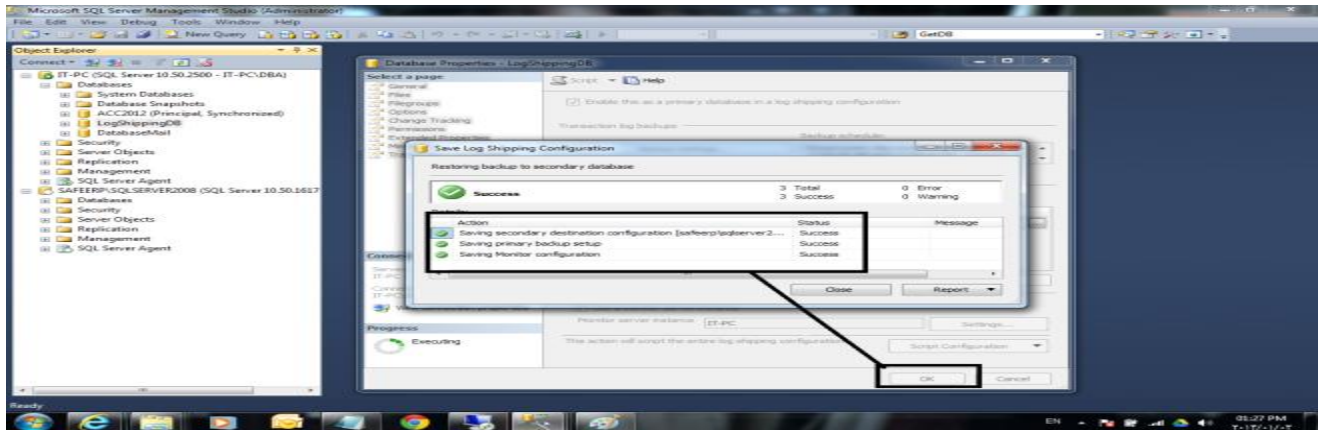 Microsoft SQL Server Management Studio (Administrator)
File Edit View Debug Tools Window Help
New Query
GetDB
Object Explorer
Connect
IT-PC (SQL Server 10.50.2500 - IT-PC\DBA)
Databases
System Databases
Database Snapshots
ACC2012 (Principal, Synchronized)
LogShippingDB
DatabaseMail
Security
Server Objects
Replication
Management
SQL Server Agent
SAFEERP\SQLSERVER2008 (SQL Server 10.50.1617
Databases
Security
Server Objects
Replication
Management
SQL Server Agent
Database Properties - LogShippingDB
Select a page
General
Files
Filegroups
Options
Change Tracking
Permissions
Extended Properties
Script Help
Enable this as a primary database in a log shipping configuration
Transaction log backups
Backup schedule:
Save Log Shipping Configuration
Restoring backup to secondary database
Success
3 Total 0 Error
3 Success 0 Warning
Action Status Message
Saving secondary destination configuration [safeerp\sqlserver2.... Success
Saving primary backup setup Success
Saving Monitor configuration Success
Close Report
Monitor server instance: IT-PC Settings...
Progress
Executing
This action will script the entire log shipping configuration. Script Configuration
OK Cancel
Ready
EN 01:27 PM